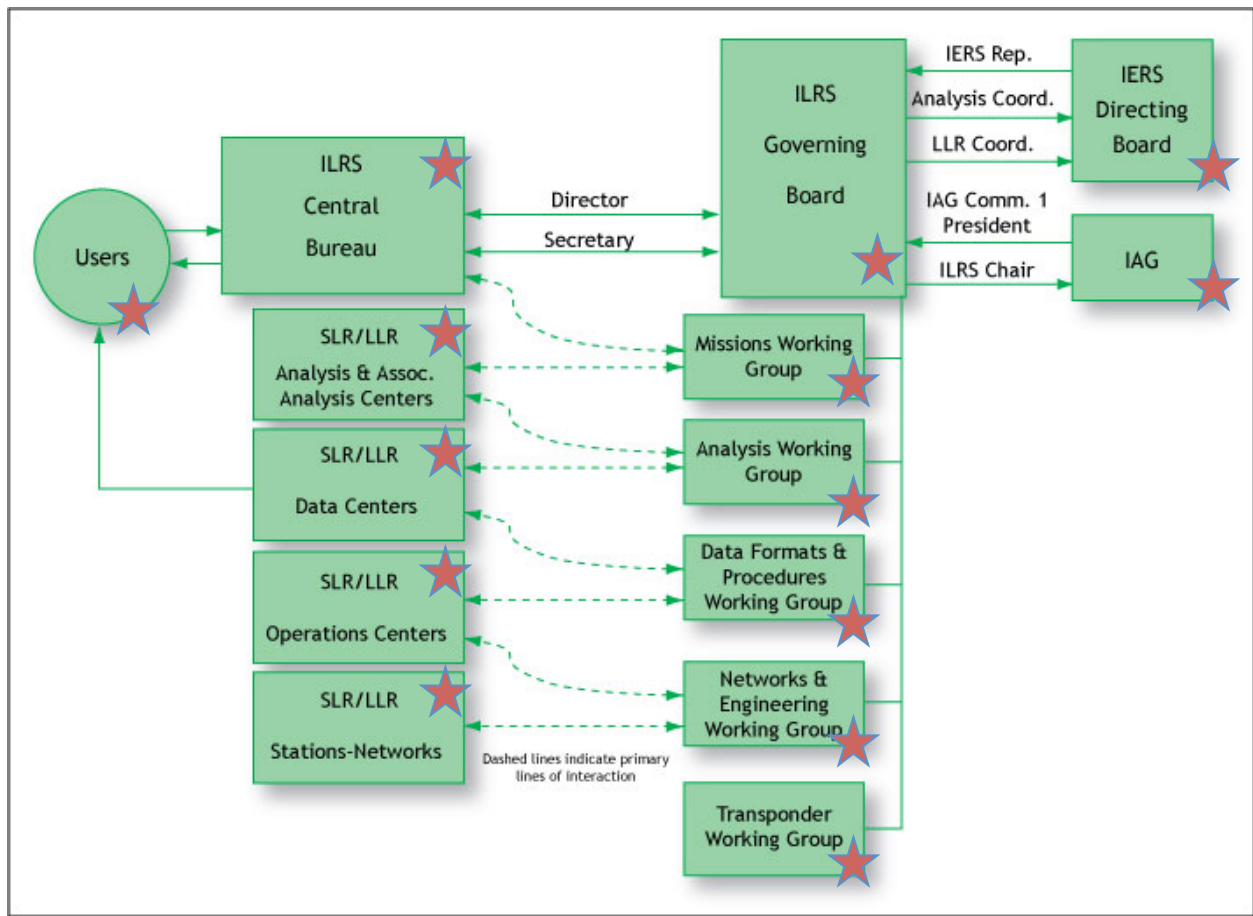 Users
ILRS
Central
Bureau
SLR/LLR
Analysis & Assoc.
Analysis Centers
SLR/LLR
Data Centers
SLR/LLR
Operations Centers
SLR/LLR
Stations-Networks
Director
Secretary
Dashed lines indicate primary
lines of interaction
ILRS
Governing
Board
Missions Working
Group
Analysis Working
Group
Data Formats &
Procedures
Working Group
Networks &
Engineering
Working Group
Transponder
Working Group
IERS Rep.
Analysis Coord.
LLR Coord.
IAG Comm. 1
President
ILRS Chair
IERS
Directing
Board
IAG